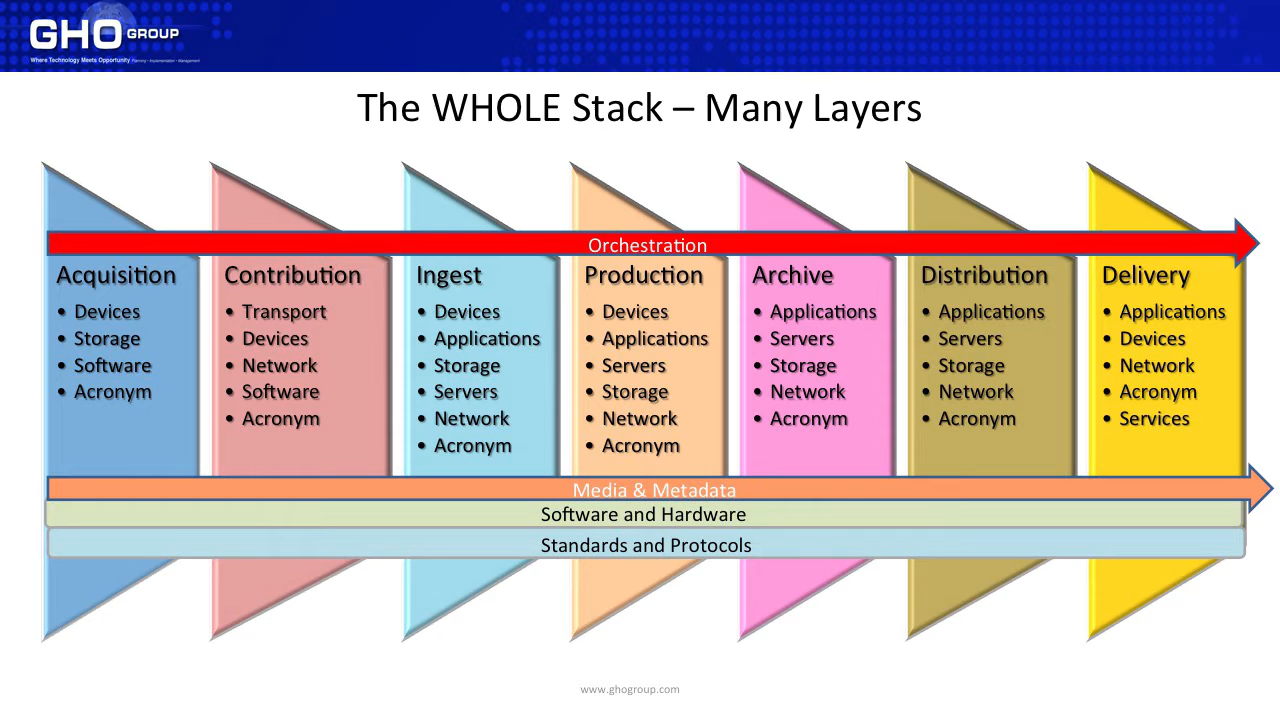 GHO GROUP
Where Technology Meets Opportunity Planning - Implementation - Management
The WHOLE Stack – Many Layers
Orchestration
Acquisition
• Devices
• Storage
• Software
• Acronym
Contribution
• Transport
• Devices
• Network
• Software
• Acronym
Ingest
• Devices
• Applications
• Storage
• Servers
• Network
• Acronym
Production
• Devices
• Applications
• Servers
• Storage
• Network
• Acronym
Archive
• Applications
• Servers
• Storage
• Network
• Acronym
Distribution
• Applications
• Servers
• Storage
• Network
• Acronym
Delivery
• Applications
• Devices
• Network
• Acronym
• Services
Media & Metadata
Software and Hardware
Standards and Protocols
www.ghogroup.com